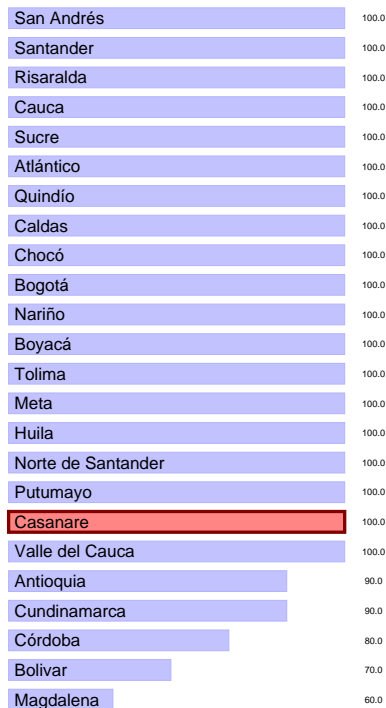 San Andrés 100.0
Santander 100.0
Risaralda 100.0
Cauca 100.0
Sucre 100.0
Atlántico 100.0
Quindío 100.0
Caldas 100.0
Chocó 100.0
Bogotá 100.0
Nariño 100.0
Boyacá 100.0
Tolima 100.0
Meta 100.0
Huila 100.0
Norte de Santander 100.0
Putumayo 100.0
Casanare 100.0
Valle del Cauca 100.0
Antioquia 90.0
Cundinamarca 90.0
Córdoba 80.0
Bolivar 70.0
Magdalena 60.0